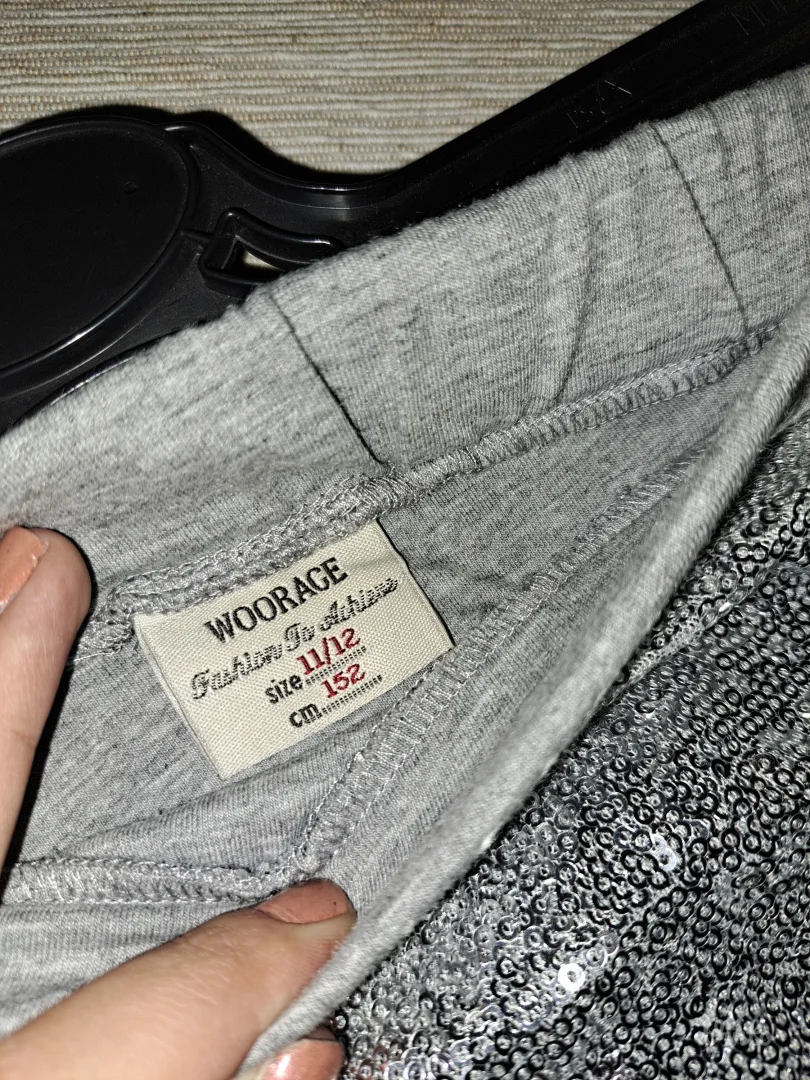 WOORAGE
Fashion To Achieve
size 11/12
cm 152